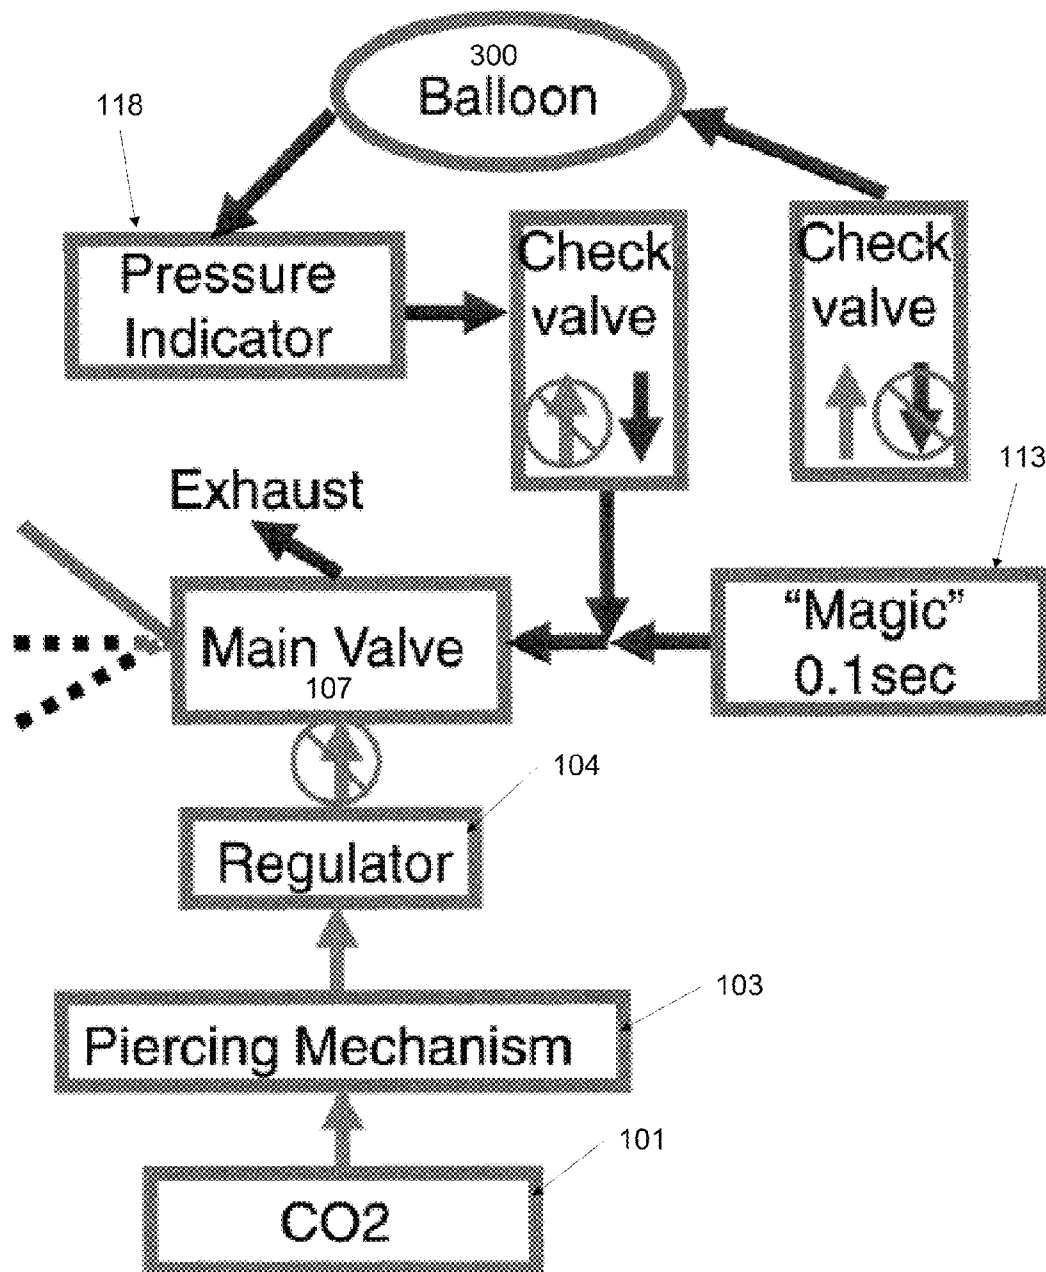 300
Balloon
118
Pressure
Indicator
Check
valve
Check
valve
113
Exhaust
“Magic”
0.1sec
Main Valve
107
104
Regulator
103
Piercing Mechanism
101
CO2